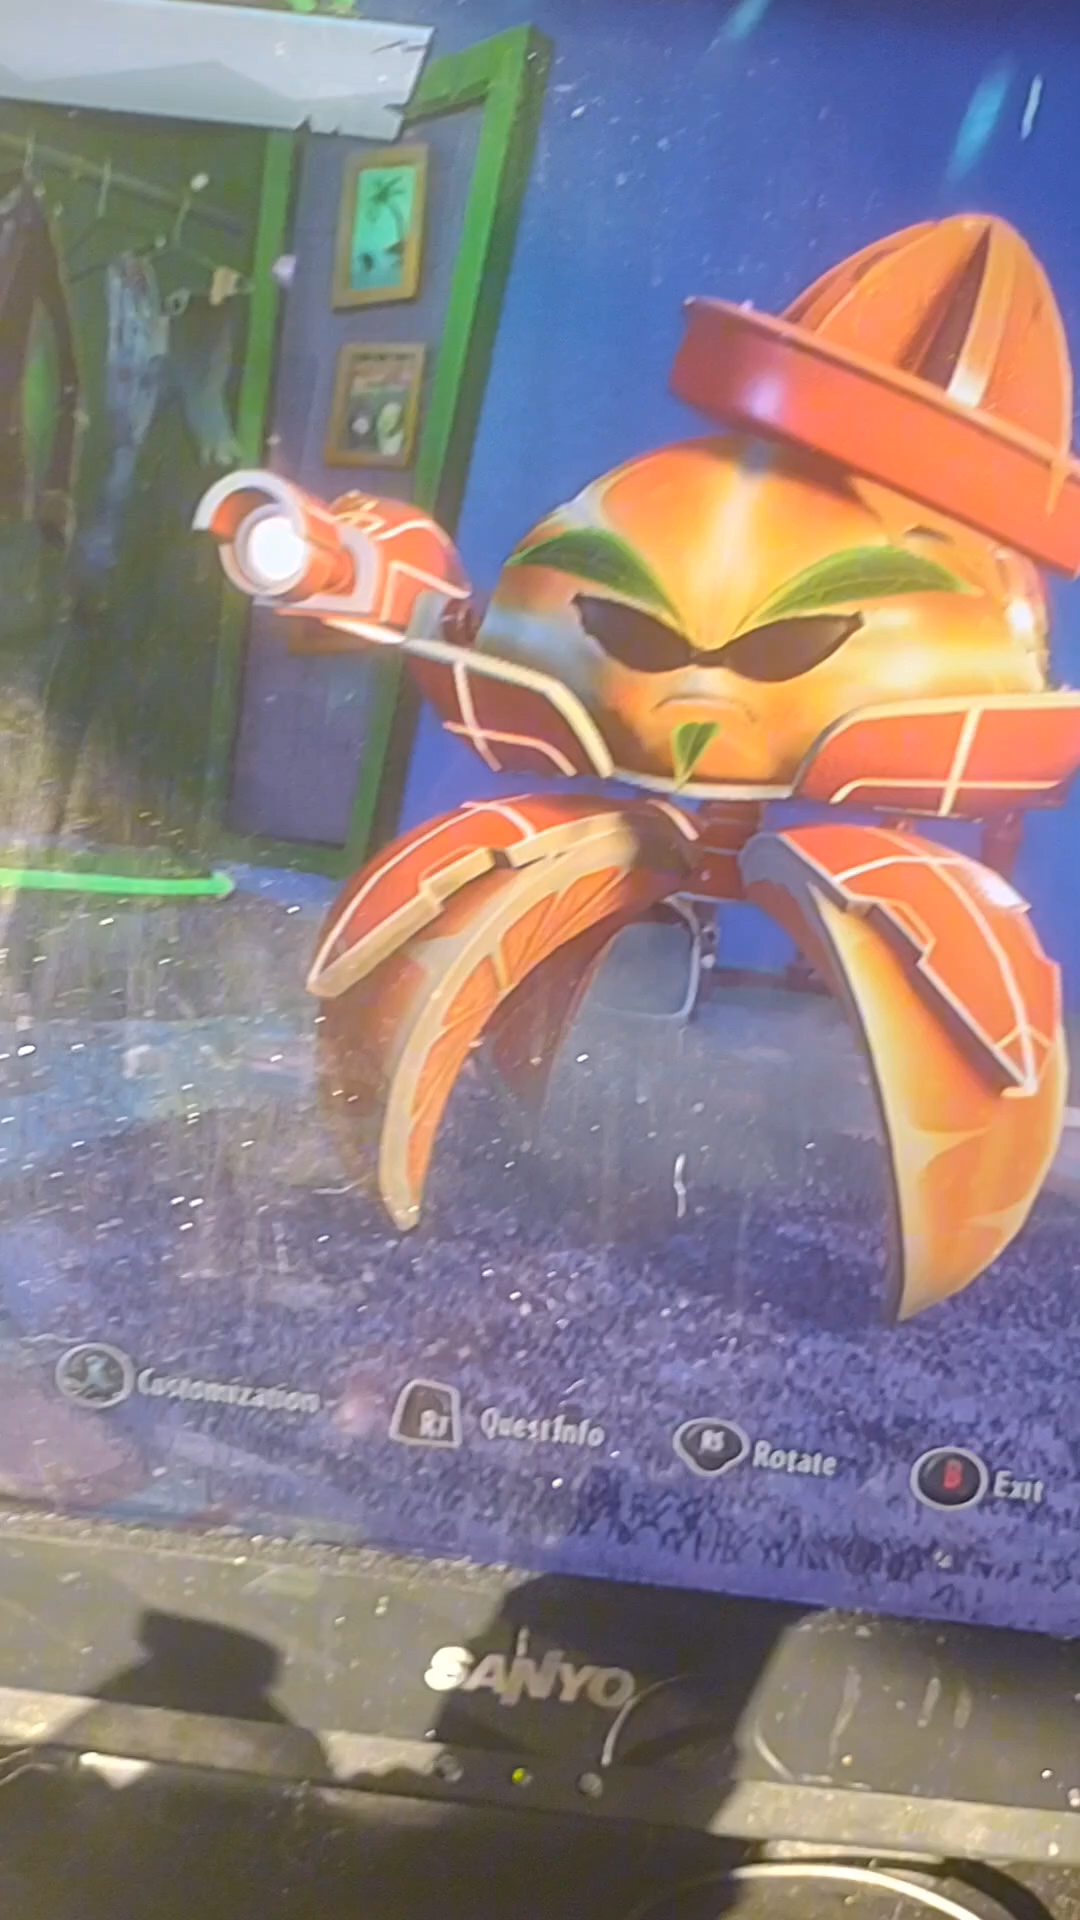 Customization
RT Quest Info
RS Rotate
B Exit
SANYO